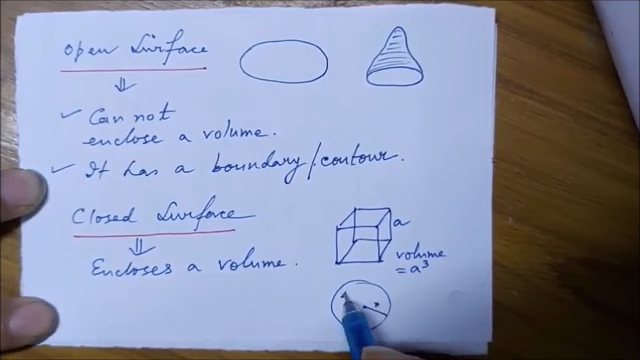 Open Surface
Can not
enclose a volume.
It has a boundary/contour.
Closed Surface
a
volume
= a³
Encloses a volume.
r